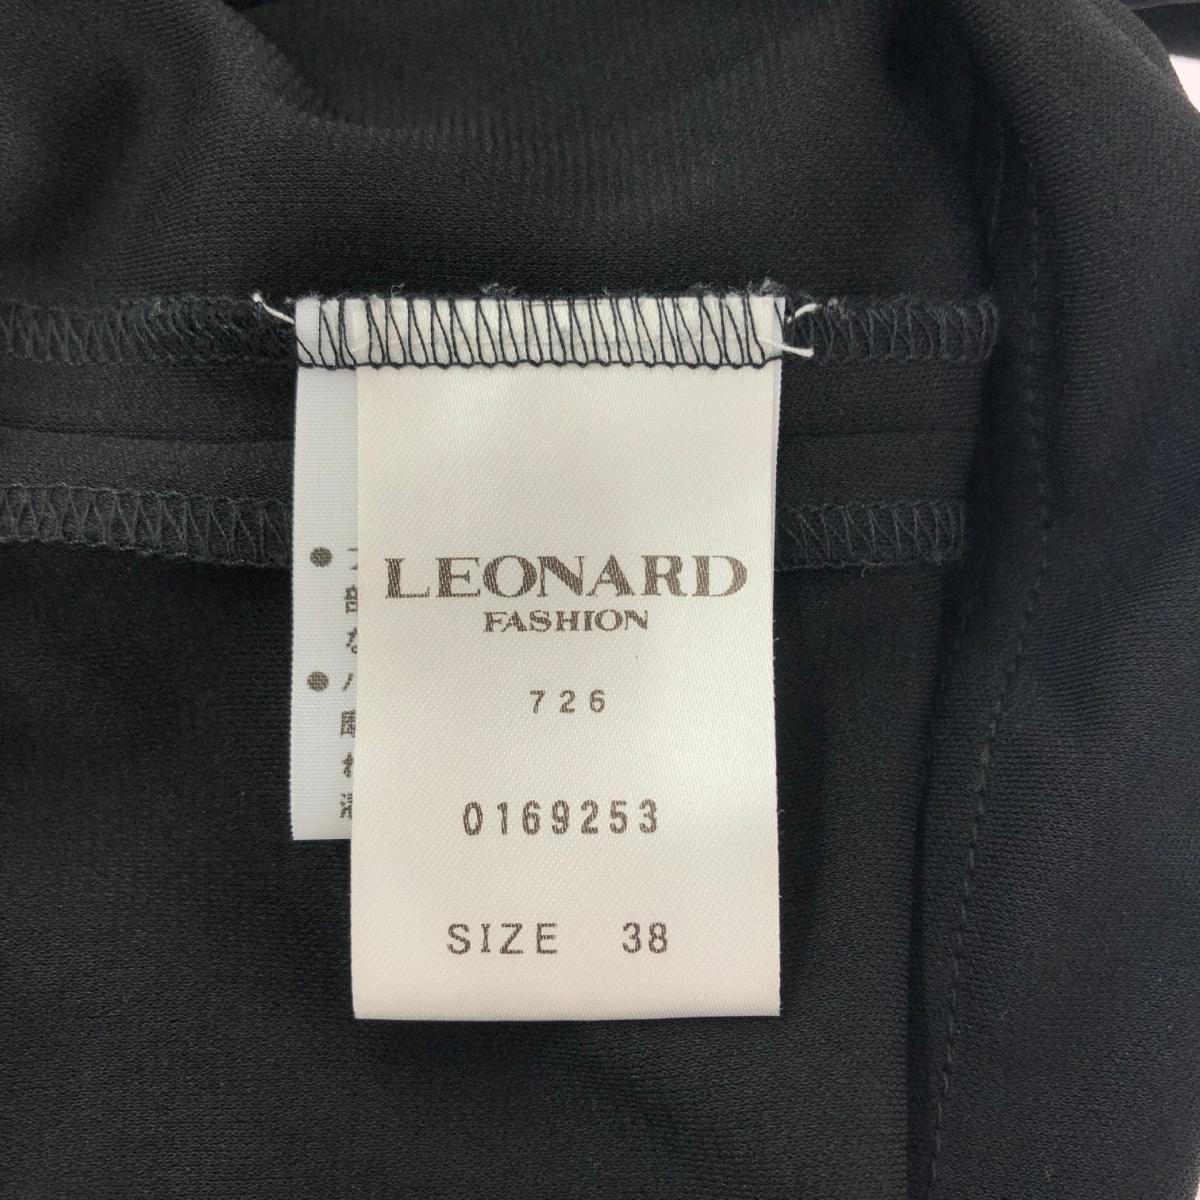 LEONARD
FASHION
726
0169253
SIZE 38